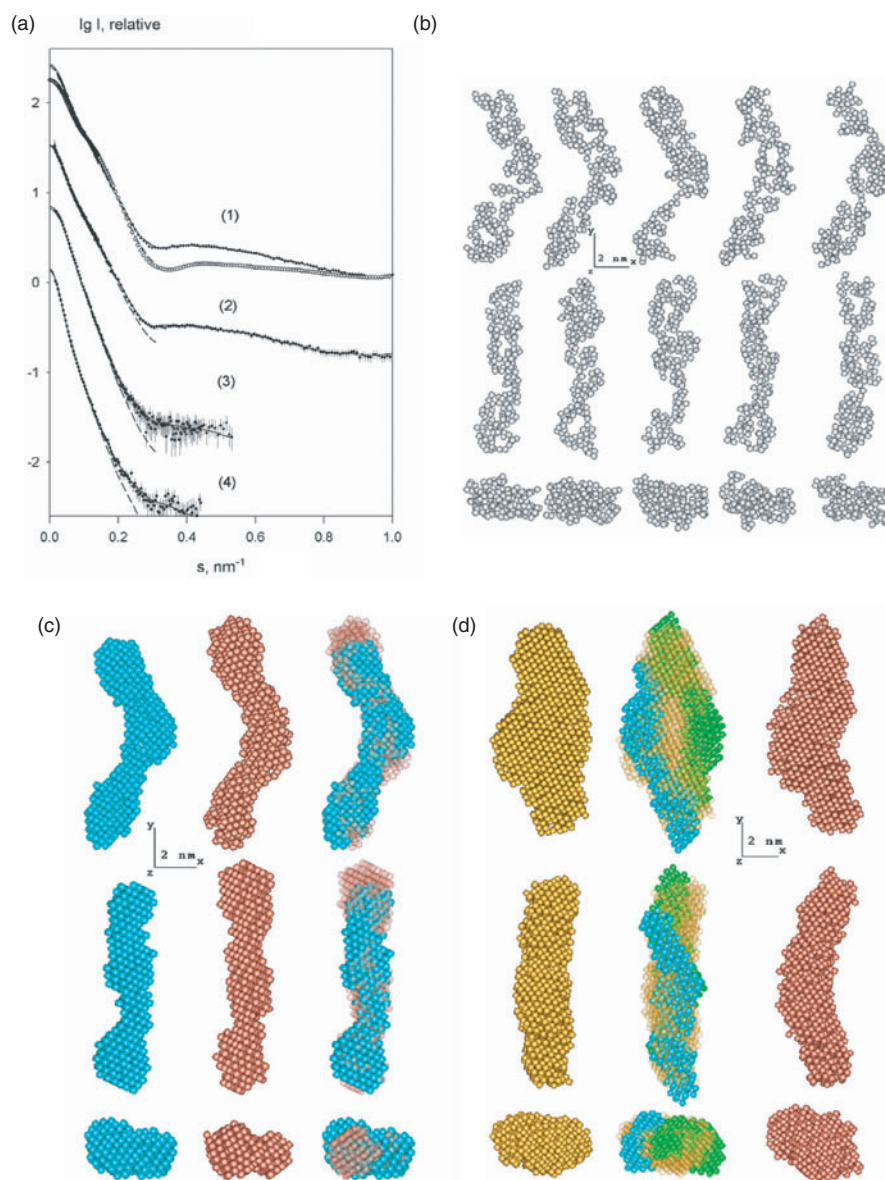 (a)
lg I, relative
2
1
0
-1
-2
(1)
(2)
(3)
(4)
0.0 0.2 0.4 0.6 0.8 1.0
s, nm-1
(b)
y
z 2 nm x
(c)
y
2 nm
z x
(d)
y
2 nm
z x